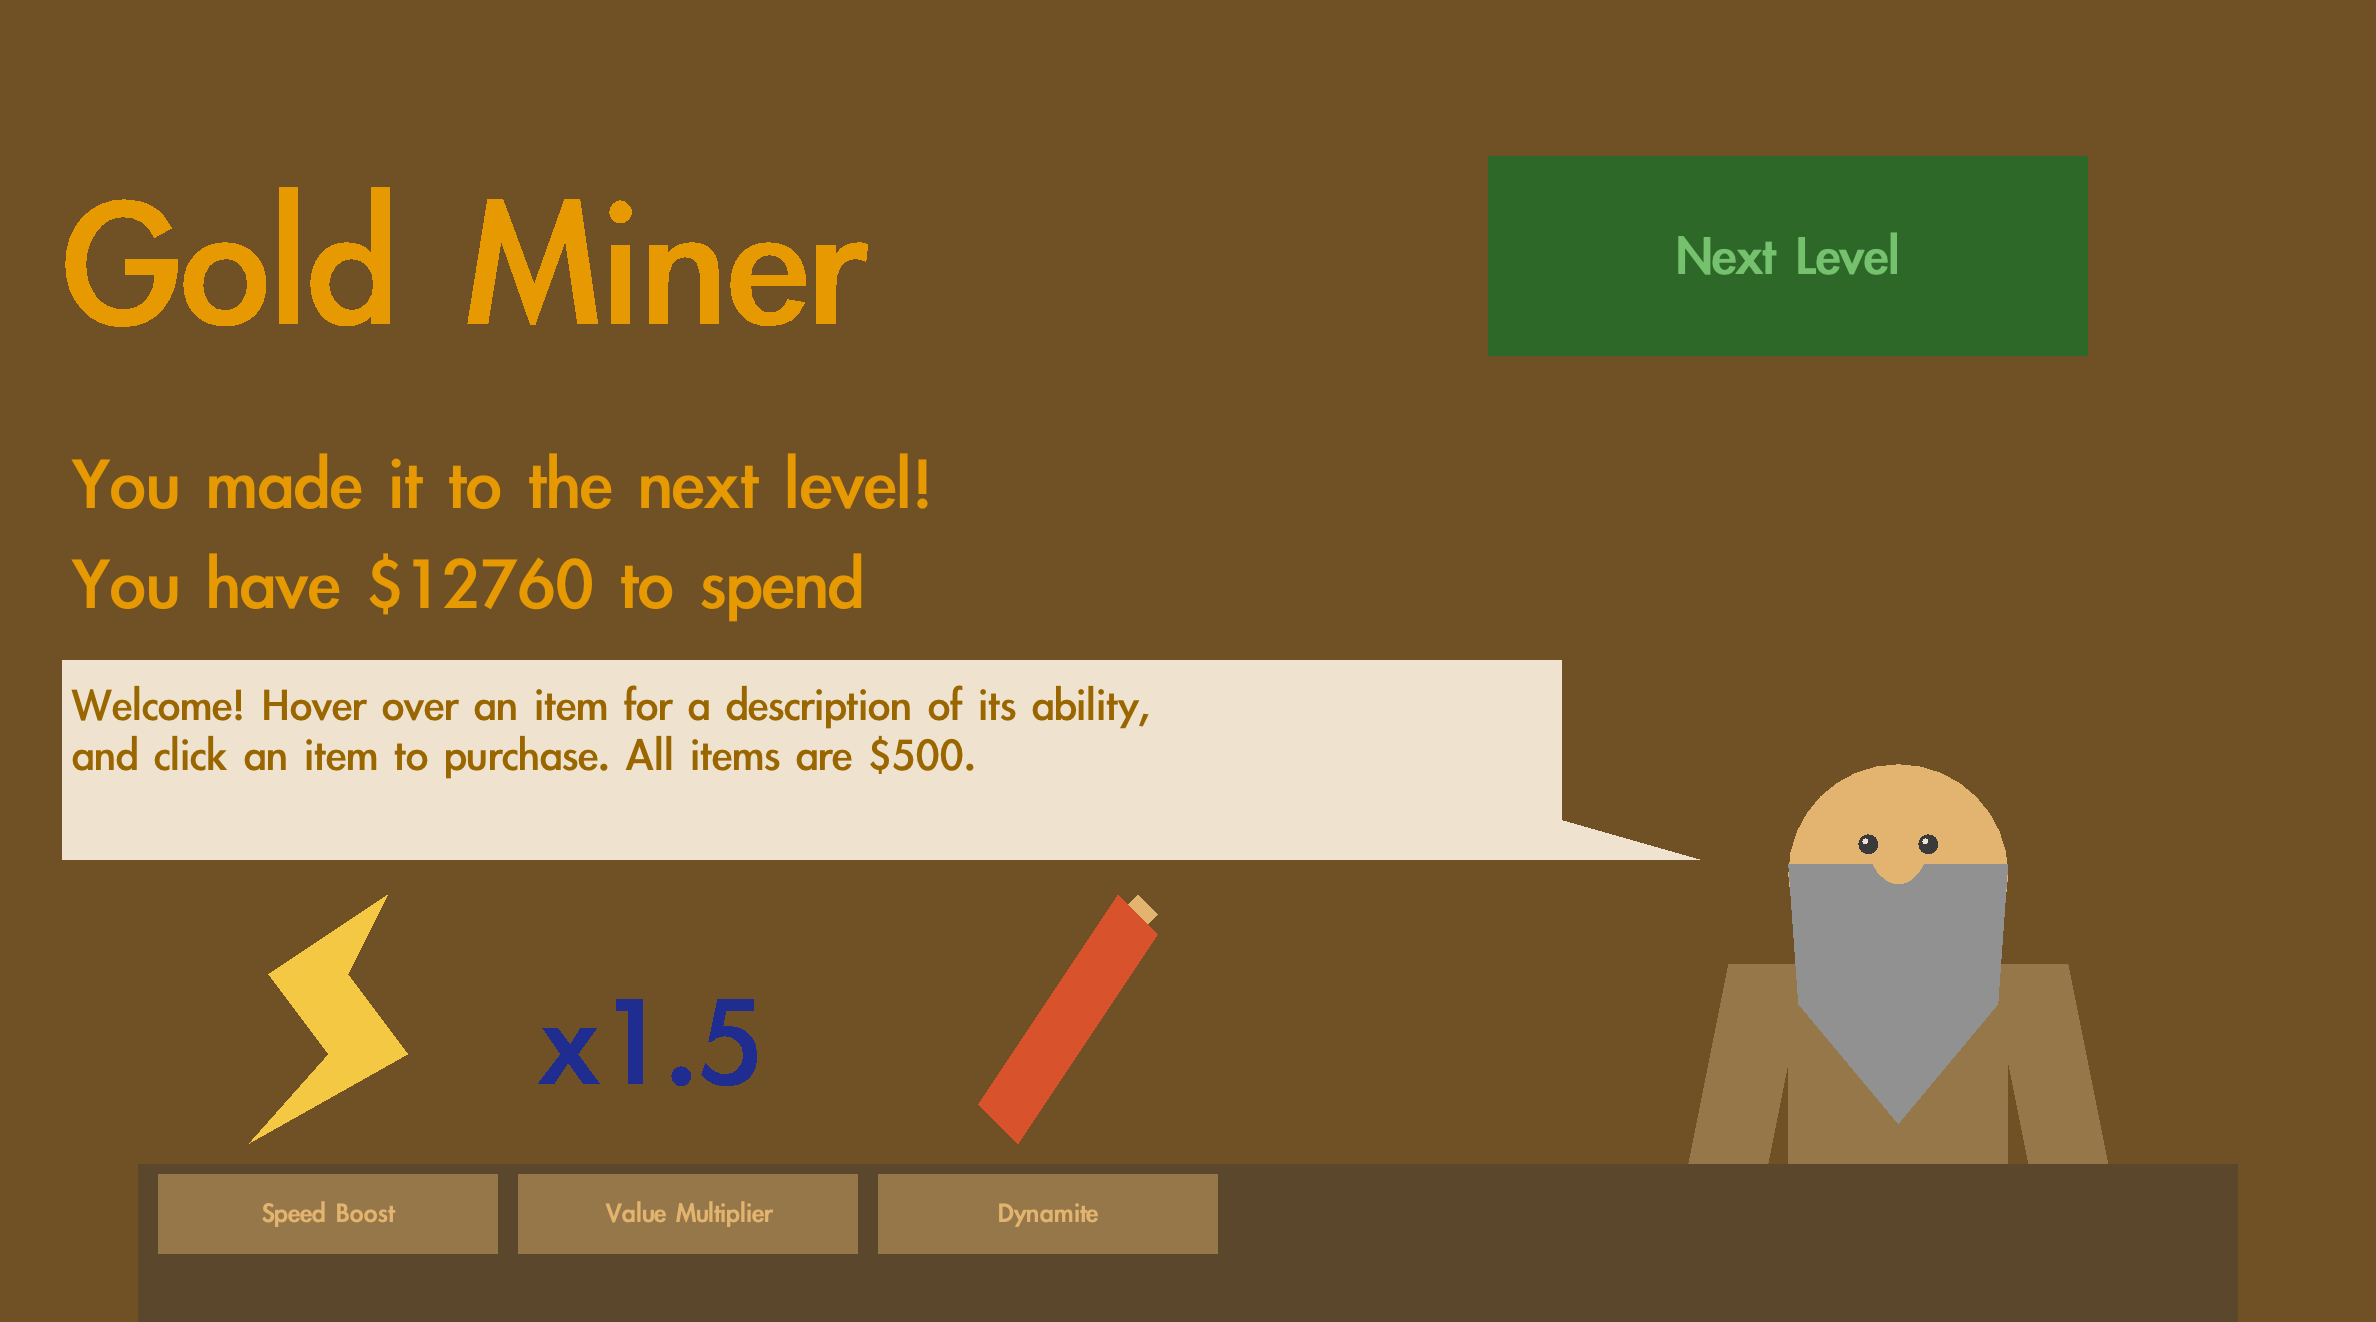 Gold Miner
Next Level
You made it to the next level!
You have $12760 to spend
Welcome! Hover over an item for a description of its ability,
and click an item to purchase. All items are $500.
x1.5
Speed Boost
Value Multiplier
Dynamite